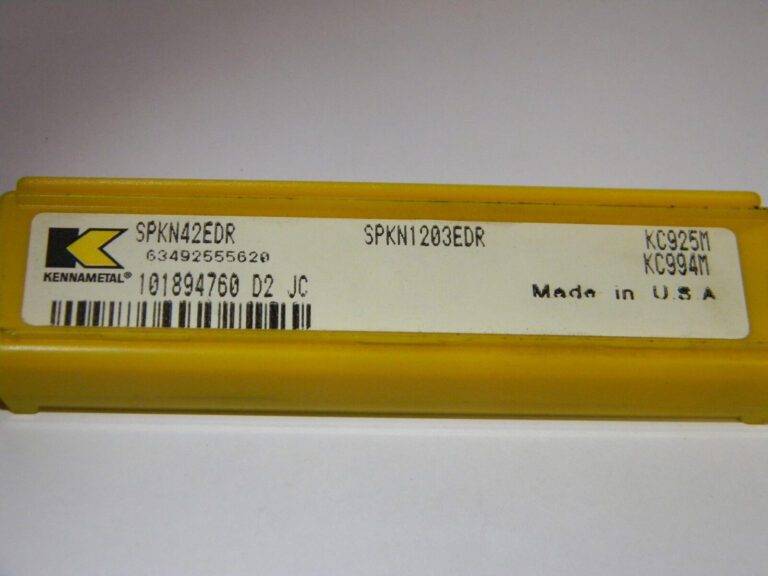 SPKN42EDR SPKN1203EDR KC925M
63492555620 KC994M
KENNAMETAL® 101894760 D2 JC Made in U.S.A